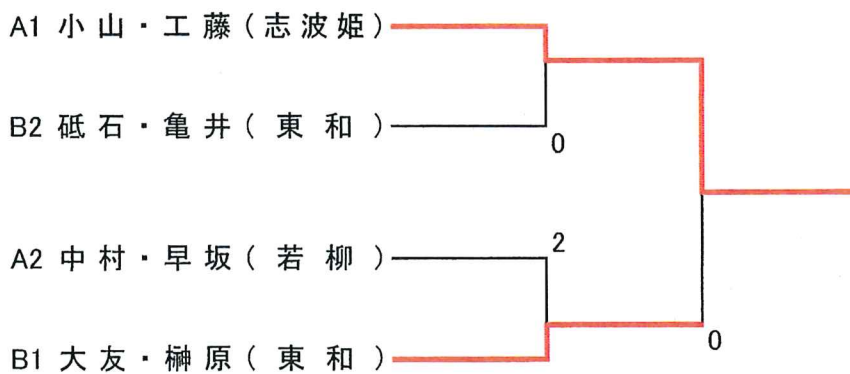 A1 小山・工藤(志波姫)
B2 砥石・亀井(東和)
0
2
A2 中村・早坂(若柳)
0
B1 大友・榊原(東和)